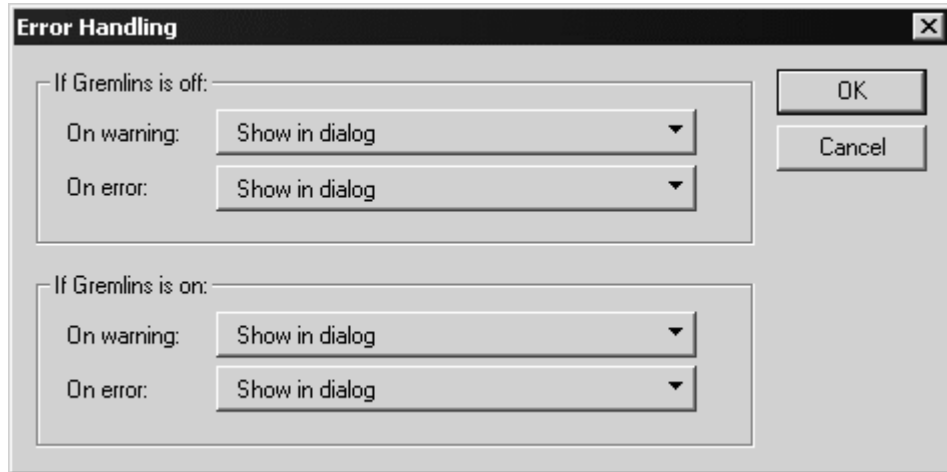 Error Handling
If Gremlins is off:
On warning: Show in dialog
On error: Show in dialog
OK
Cancel
If Gremlins is on:
On warning: Show in dialog
On error: Show in dialog